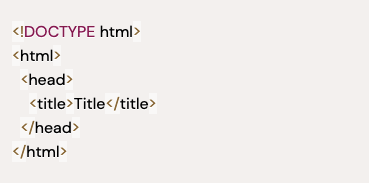 <!DOCTYPE html>
<html>
  <head>
    <title>Title</title>
  </head>
</html>